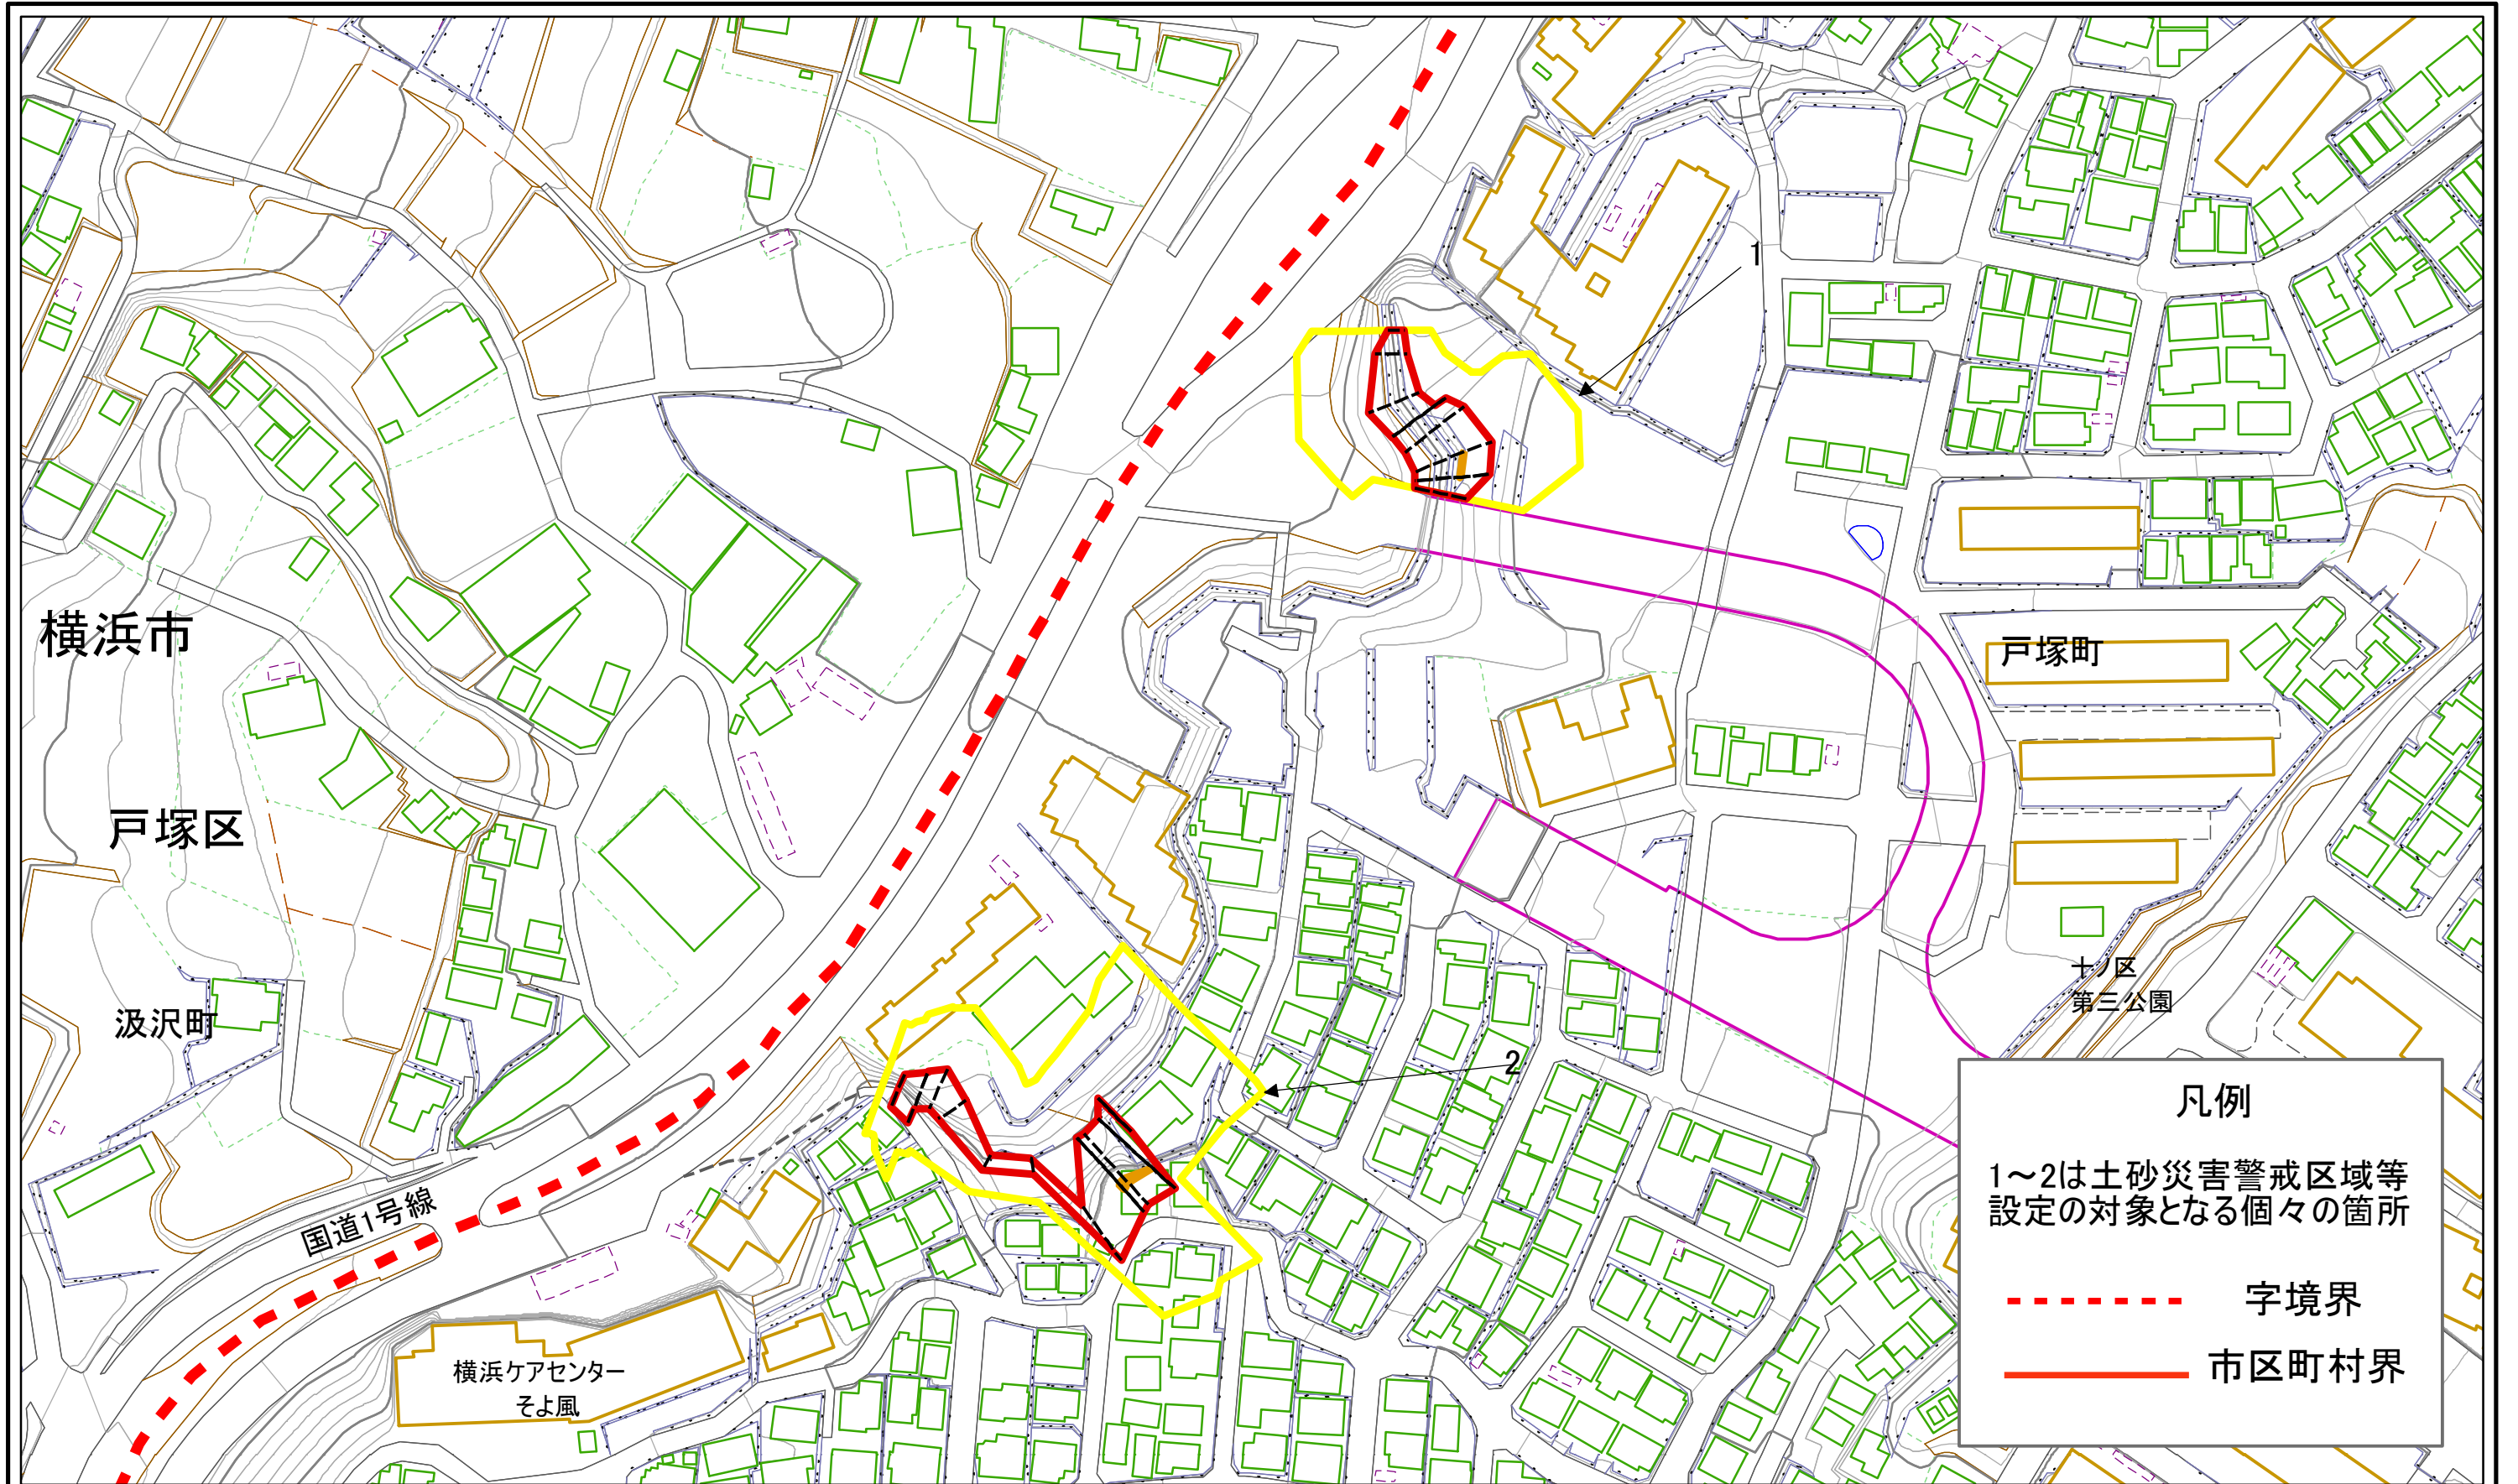 1
横浜市
戸塚町
戸塚区
十ノ区
第三公園
汲沢町
2
国道1号線
横浜ケアセンター
そよ風
凡例
1～2は土砂災害警戒区域等
設定の対象となる個々の箇所
字境界
市区町村界